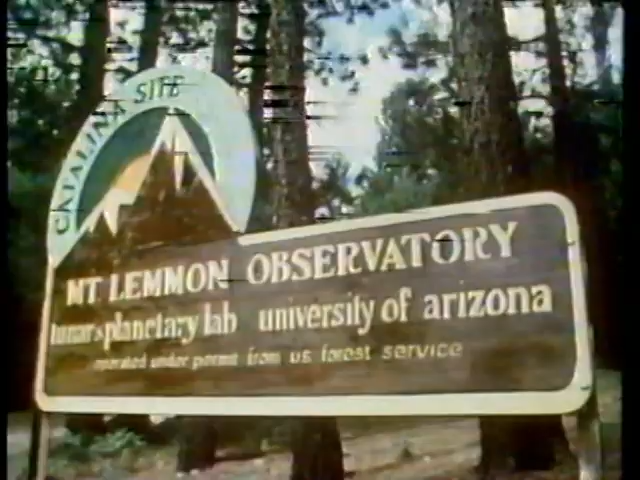 CATALINA SITE
MT LEMMON OBSERVATORY
lunar & planetary lab university of arizona
operated under permit from us forest service